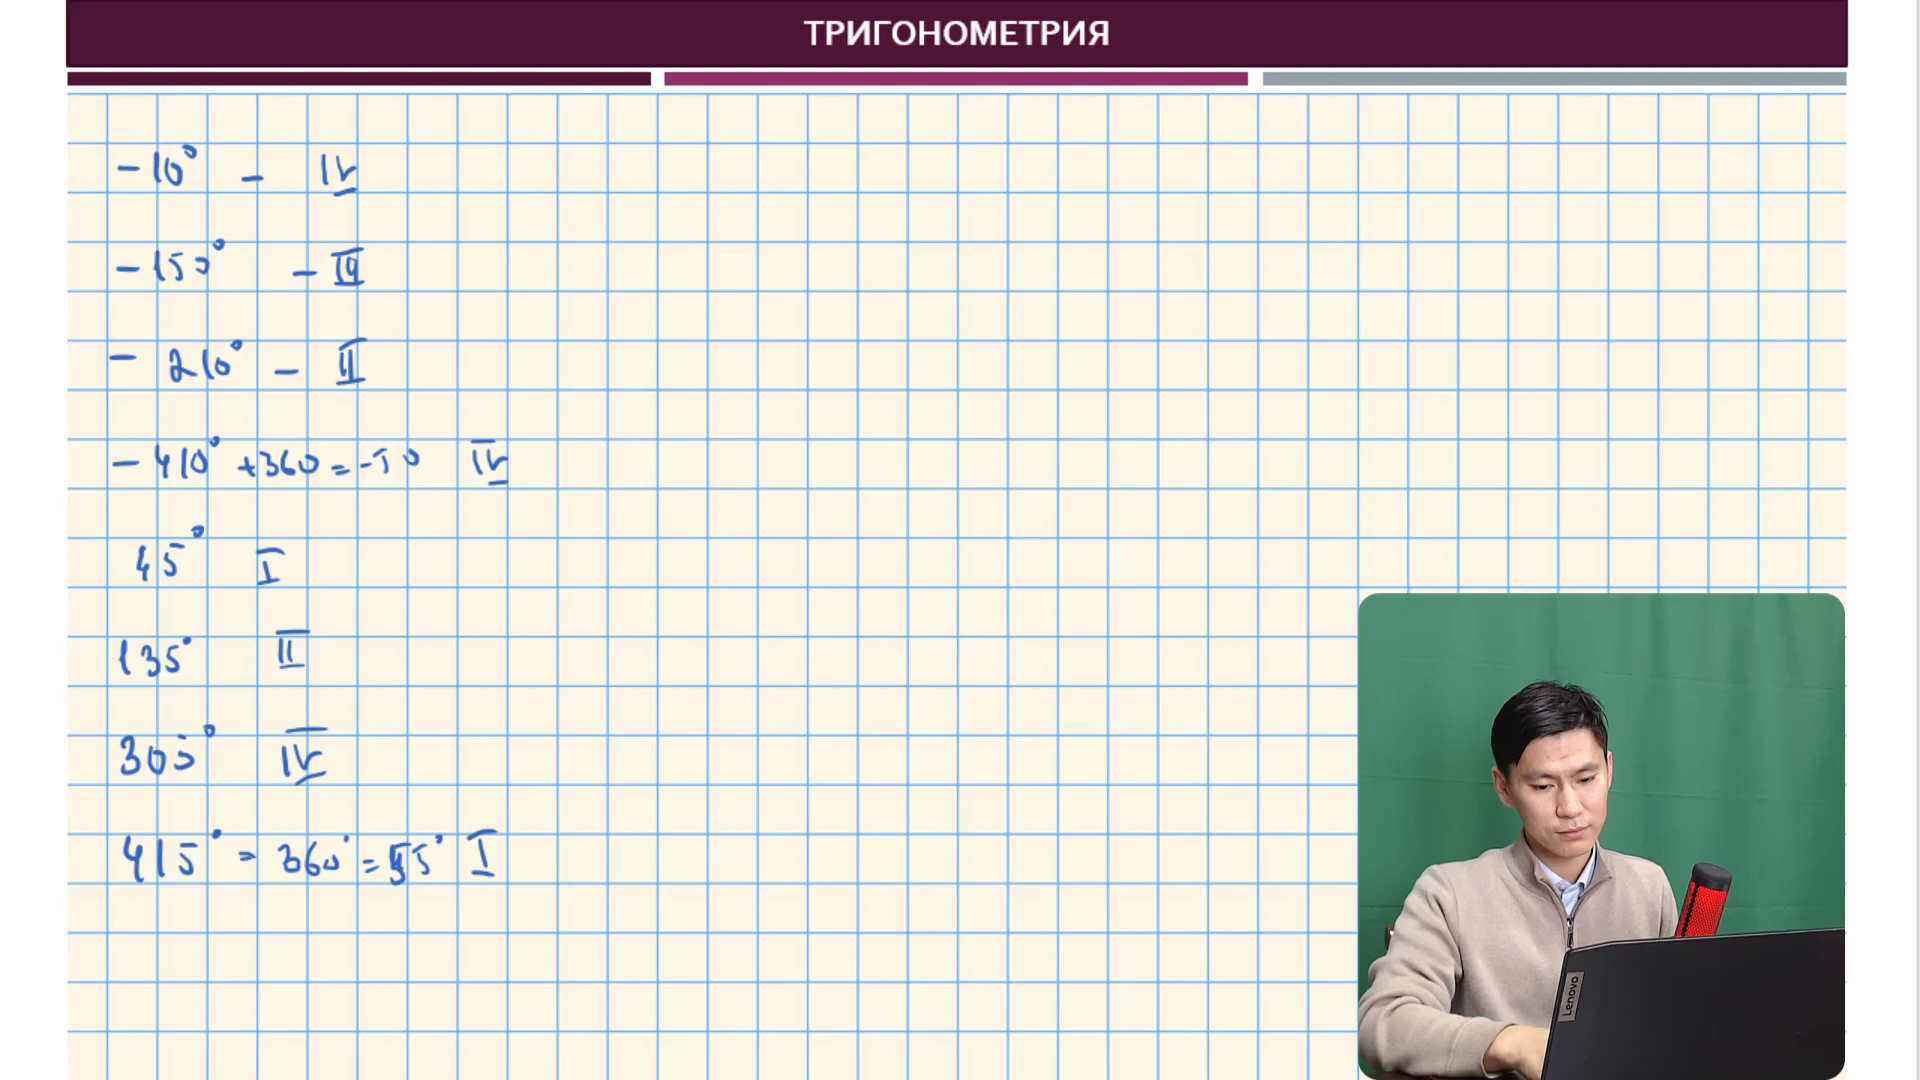 ТРИГОНОМЕТРИЯ
-10° - IV
-150° - III
- 210° - II
-410° +360 = -50 IV
45° I
135° II
300° IV
415° - 360° = 55° I
Lenovo